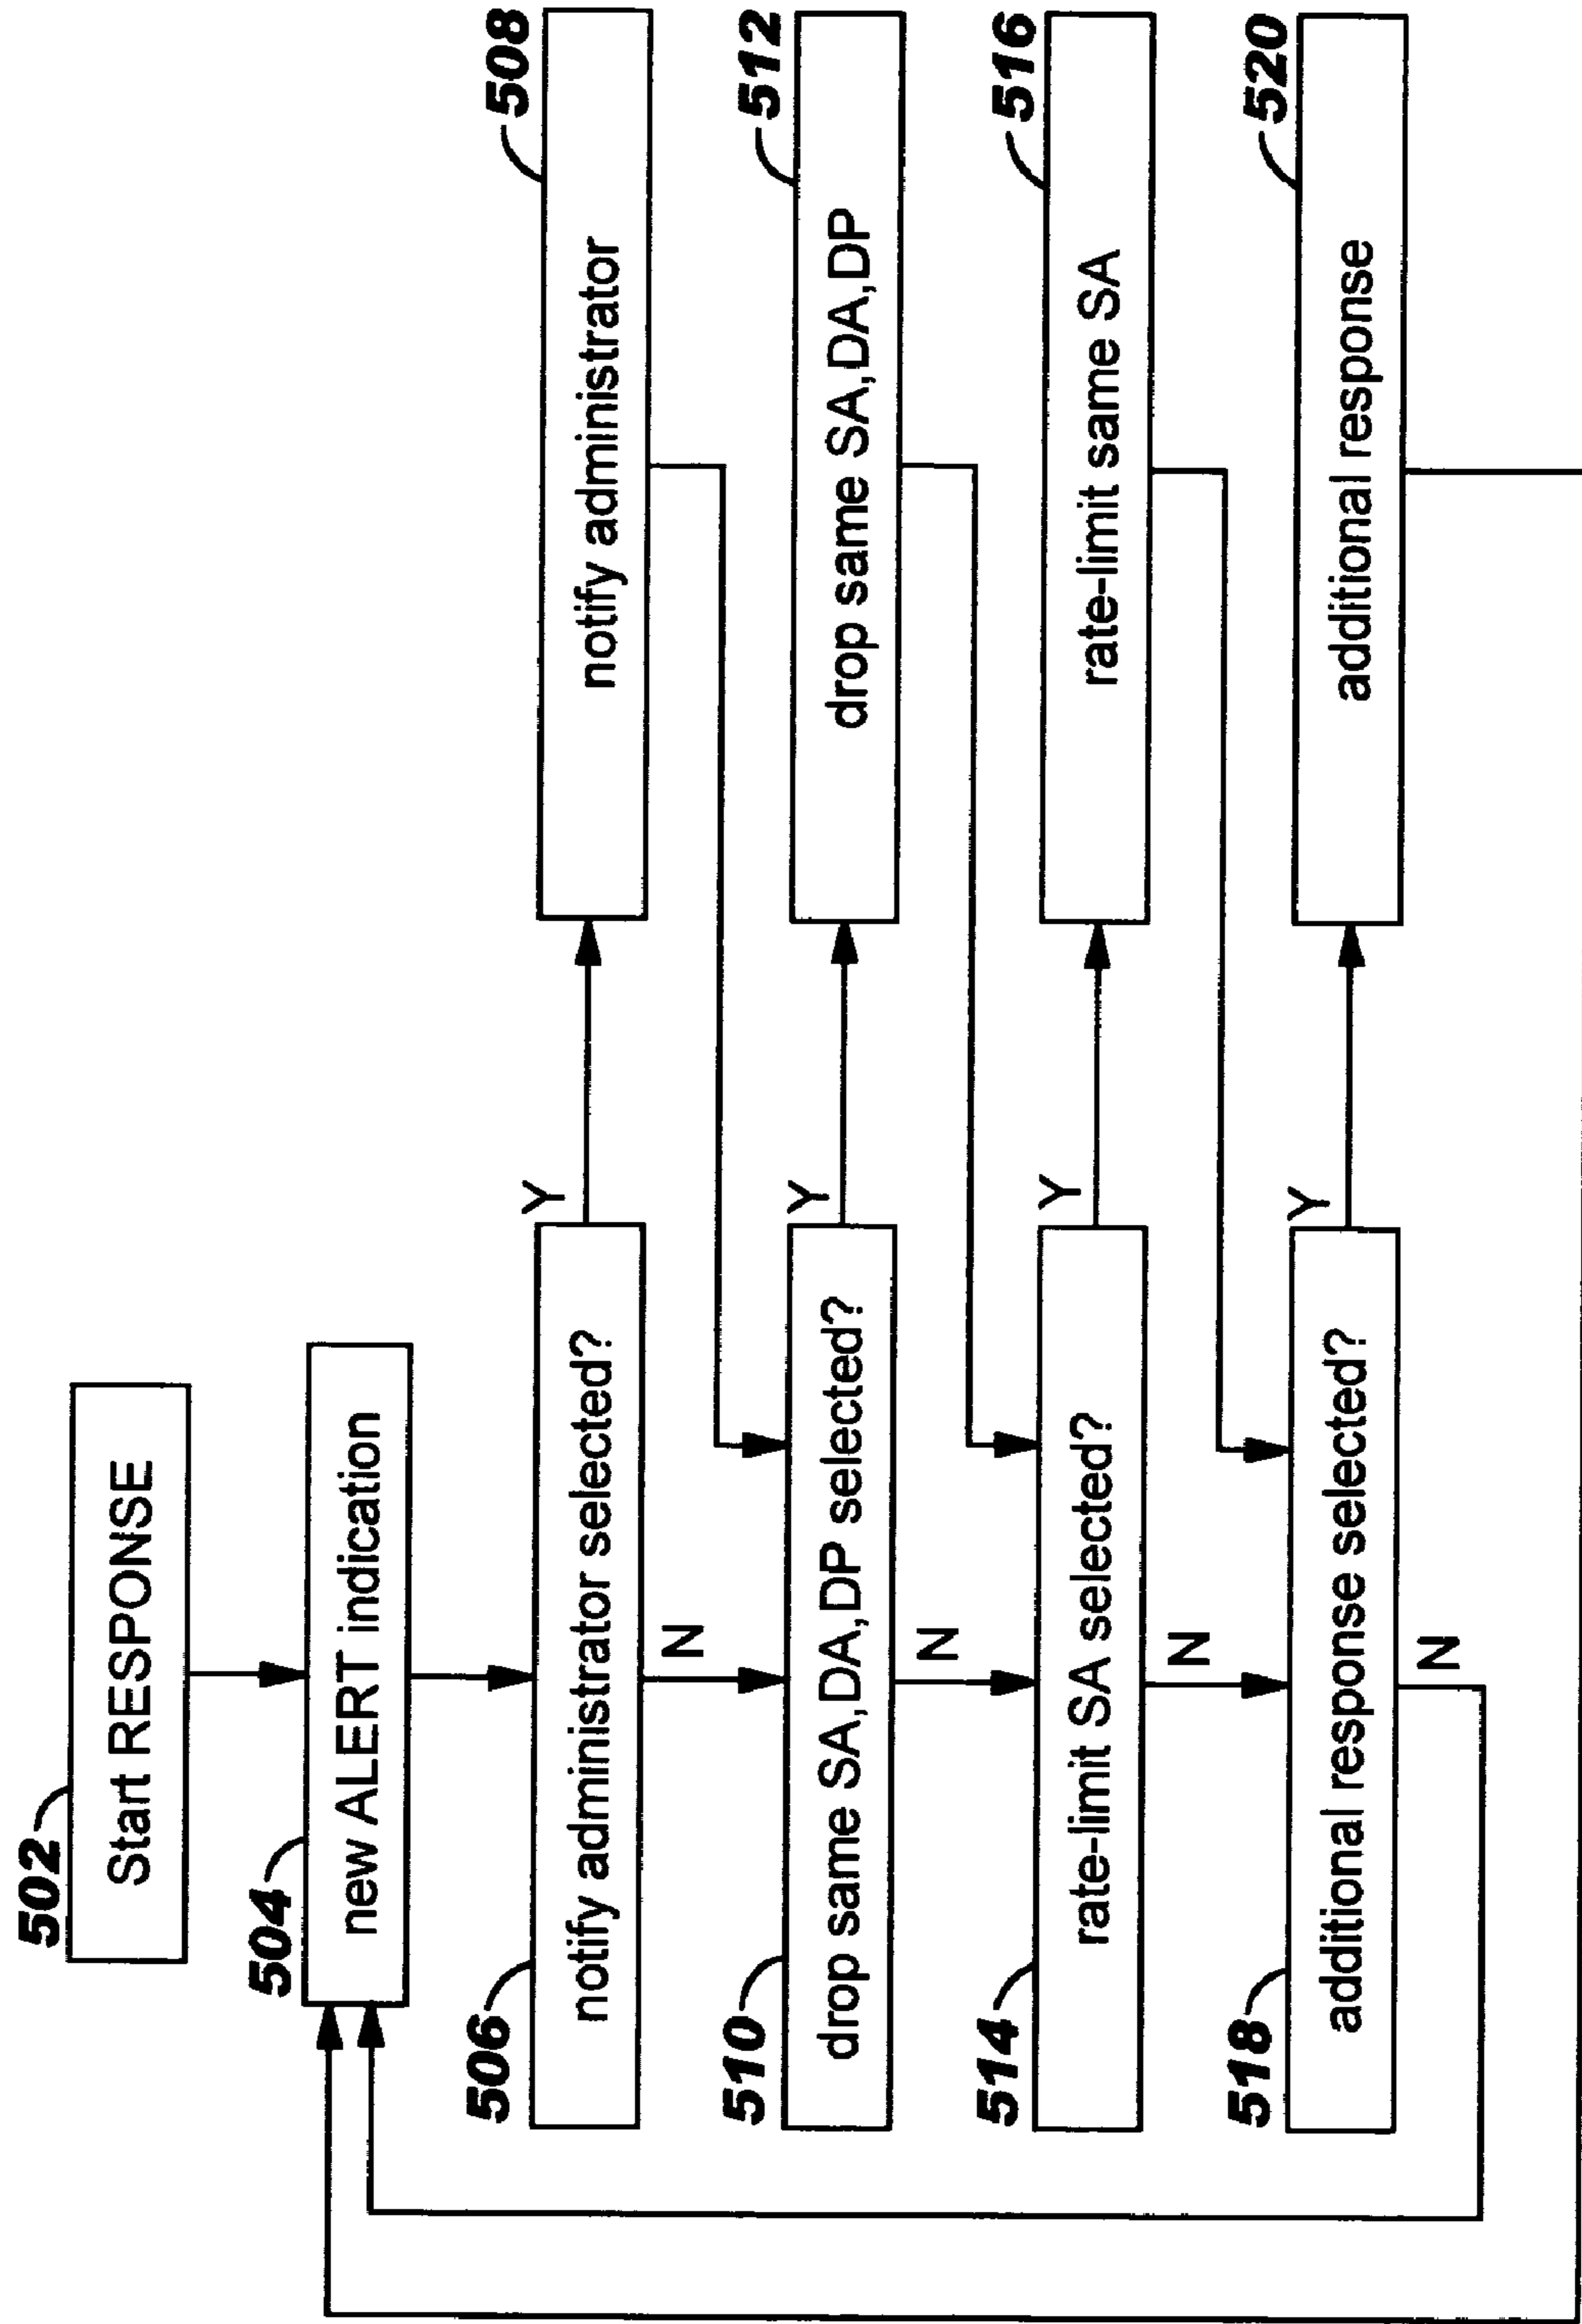 502
Start RESPONSE
504
new ALERT indication
506
notify administrator selected?
Y
508
notify administrator
N
510
drop same SA,DA,DP selected?
Y
512
drop same SA,DA,DP
N
514
rate-limit SA selected?
Y
516
rate-limit same SA
N
518
additional response selected?
Y
520
additional response
N